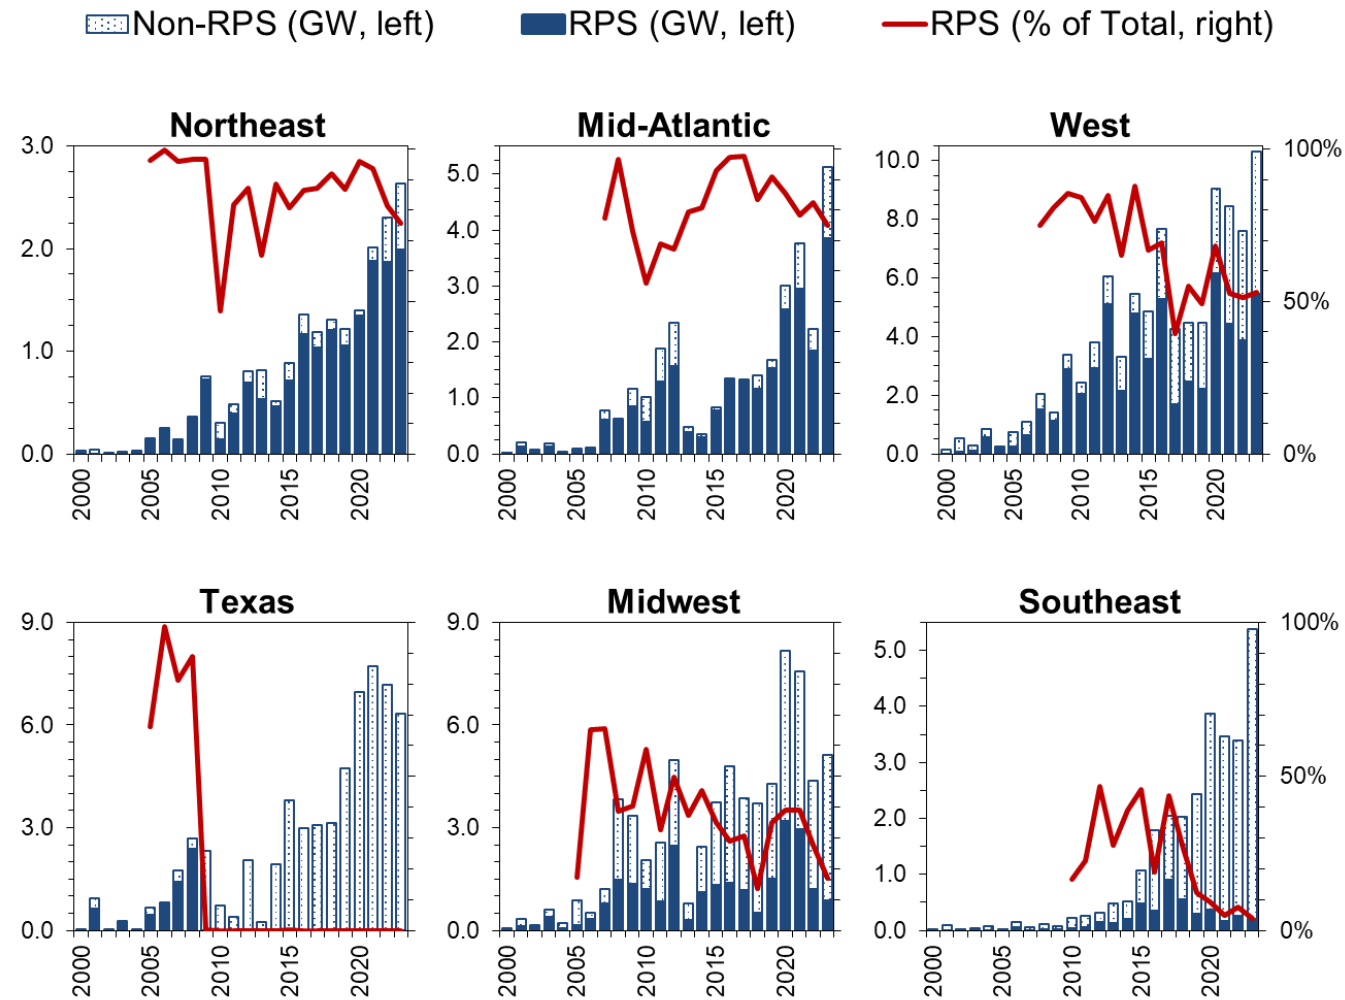 Non-RPS (GW, left) RPS (GW, left) RPS (% of Total, right)
Northeast Mid-Atlantic West
3.0 2.0 1.0 0.0
2000 2005 2010 2015 2020
5.0 4.0 3.0 2.0 1.0 0.0
2000 2005 2010 2015 2020
10.0 8.0 6.0 4.0 2.0 0.0
100% 50% 0%
2000 2005 2010 2015 2020
Texas Midwest Southeast
9.0 6.0 3.0 0.0
2000 2005 2010 2015 2020
9.0 6.0 3.0 0.0
2000 2005 2010 2015 2020
5.0 4.0 3.0 2.0 1.0 0.0
100% 50% 0%
2000 2005 2010 2015 2020